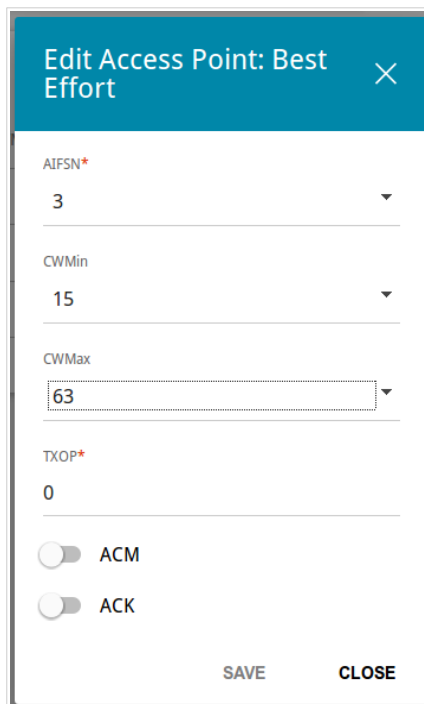 Edit Access Point: Best
Effort
AIFSN*
3
CWMin
15
CWMax
63
TXOP*
0
ACM
ACK
SAVE CLOSE